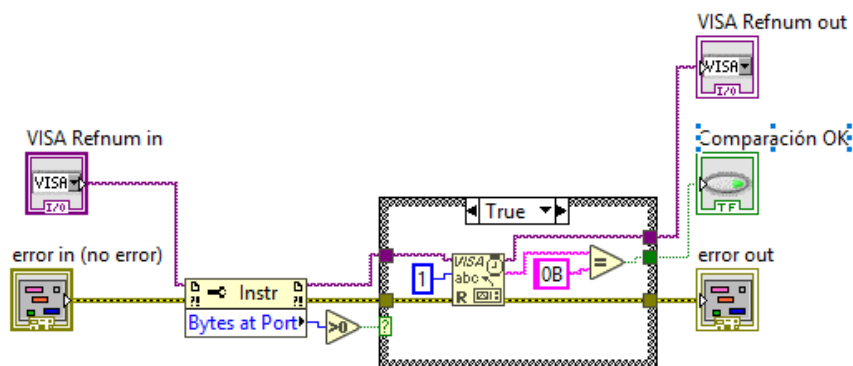 VISA Refnum out
VISA
I/O
VISA Refnum in
VISA
I/O
Comparación OK
TF
True
error in (no error)
Instr
Bytes at Port
>0
?
1
VISA
abc
R
0B
=
error out